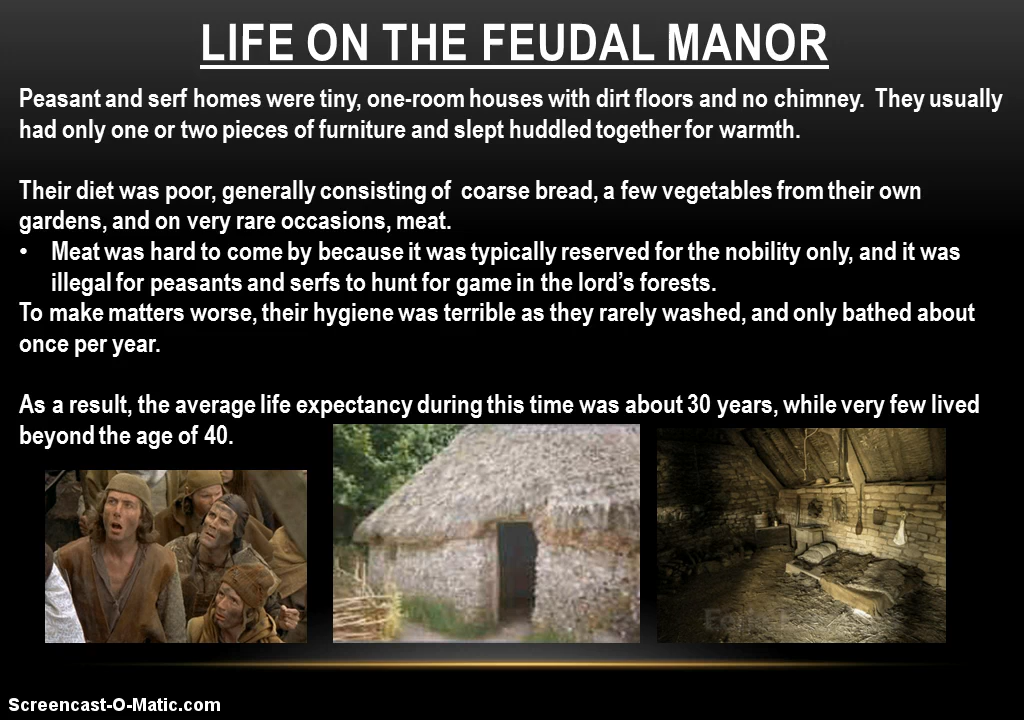 LIFE ON THE FEUDAL MANOR
Peasant and serf homes were tiny, one-room houses with dirt floors and no chimney.  They usually
had only one or two pieces of furniture and slept huddled together for warmth.
Their diet was poor, generally consisting of  coarse bread, a few vegetables from their own
gardens, and on very rare occasions, meat.
• Meat was hard to come by because it was typically reserved for the nobility only, and it was
illegal for peasants and serfs to hunt for game in the lord’s forests.
To make matters worse, their hygiene was terrible as they rarely washed, and only bathed about
once per year.
As a result, the average life expectancy during this time was about 30 years, while very few lived
beyond the age of 40.
Screencast-O-Matic.com